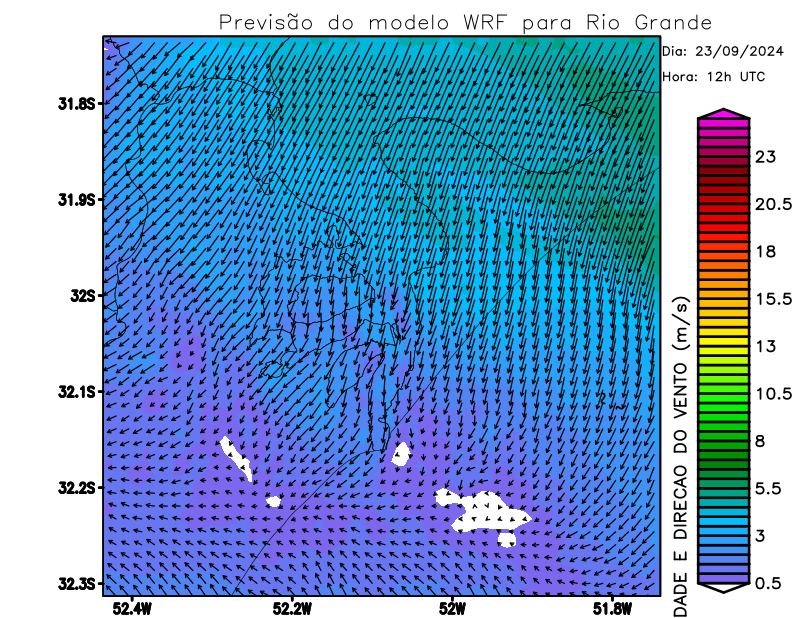 Previsão do modelo WRF para Rio Grande
Dia: 23/09/2024
Hora: 12h UTC
31.8S
31.9S
32S
32.1S
32.2S
32.3S
52.4W
52.2W
52W
51.8W
23
20.5
18
15.5
13
10.5
8
5.5
3
0.5
DADE E DIRECAO DO VENTO (m/s)